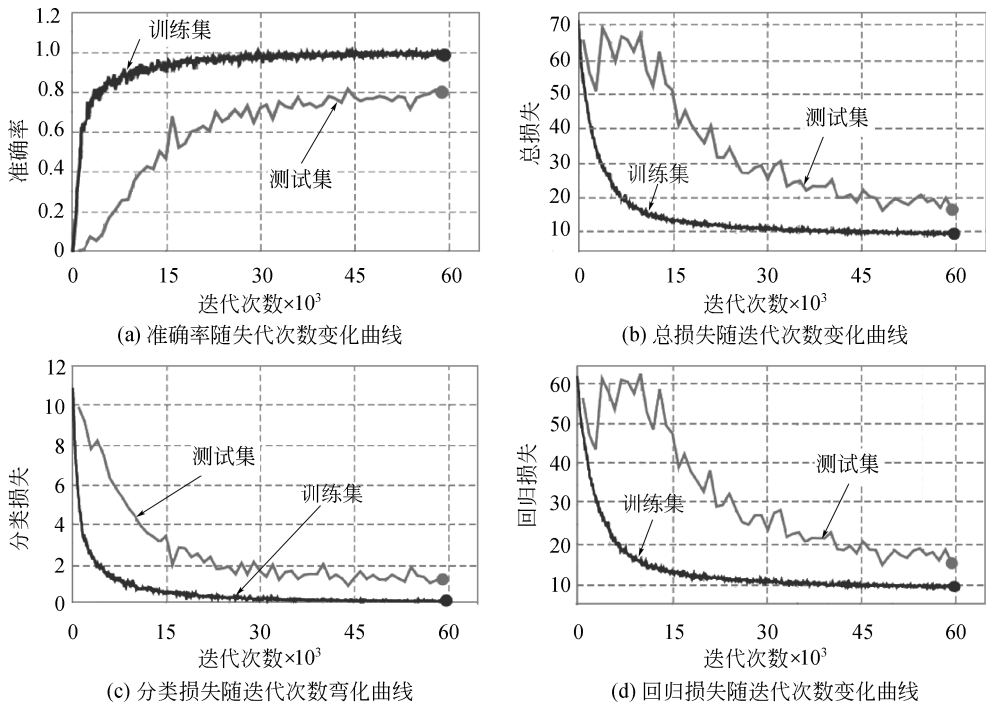 1.2
1.0
0.8
0.6
0.4
0.2
0
准确率
训练集
测试集
0 15 30 45 60
迭代次数×10³
(a) 准确率随失代次数变化曲线
70
60
50
40
30
20
10
总损失
测试集
训练集
0 15 30 45 60
迭代次数×10³
(b) 总损失随迭代次数变化曲线
12
10
8
6
4
2
0
分类损失
测试集
训练集
0 15 30 45 60
迭代次数×10³
(c) 分类损失随迭代次数弯化曲线
60
50
40
30
20
10
回归损失
测试集
训练集
0 15 30 45 60
迭代次数×10³
(d) 回归损失随迭代次数变化曲线